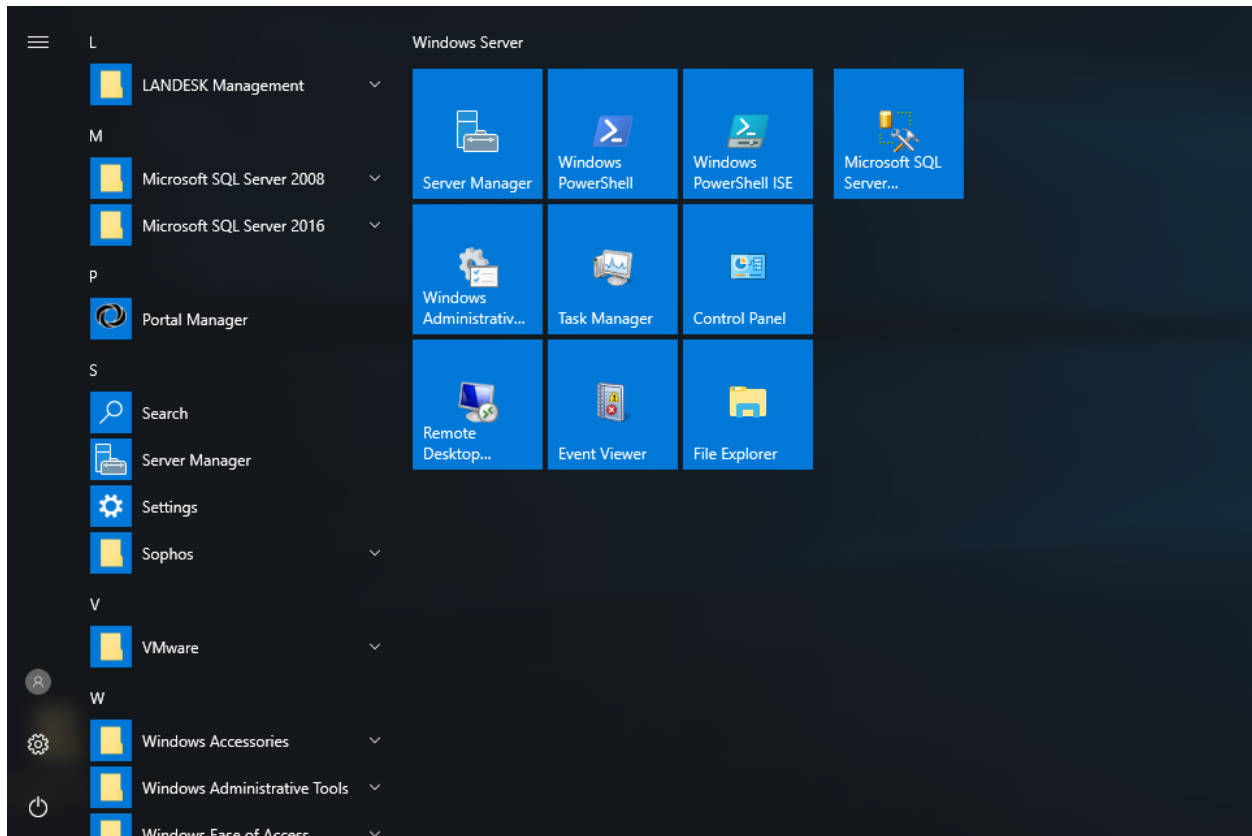 L
LANDESK Management
M
Microsoft SQL Server 2008
Microsoft SQL Server 2016
P
Portal Manager
S
Search
Server Manager
Settings
Sophos
V
VMware
W
Windows Accessories
Windows Administrative Tools
Windows Ease of Access
Windows Server
Server Manager
Windows
PowerShell
Windows
PowerShell ISE
Microsoft SQL
Server...
Windows
Administrativ...
Task Manager
Control Panel
Remote
Desktop...
Event Viewer
File Explorer